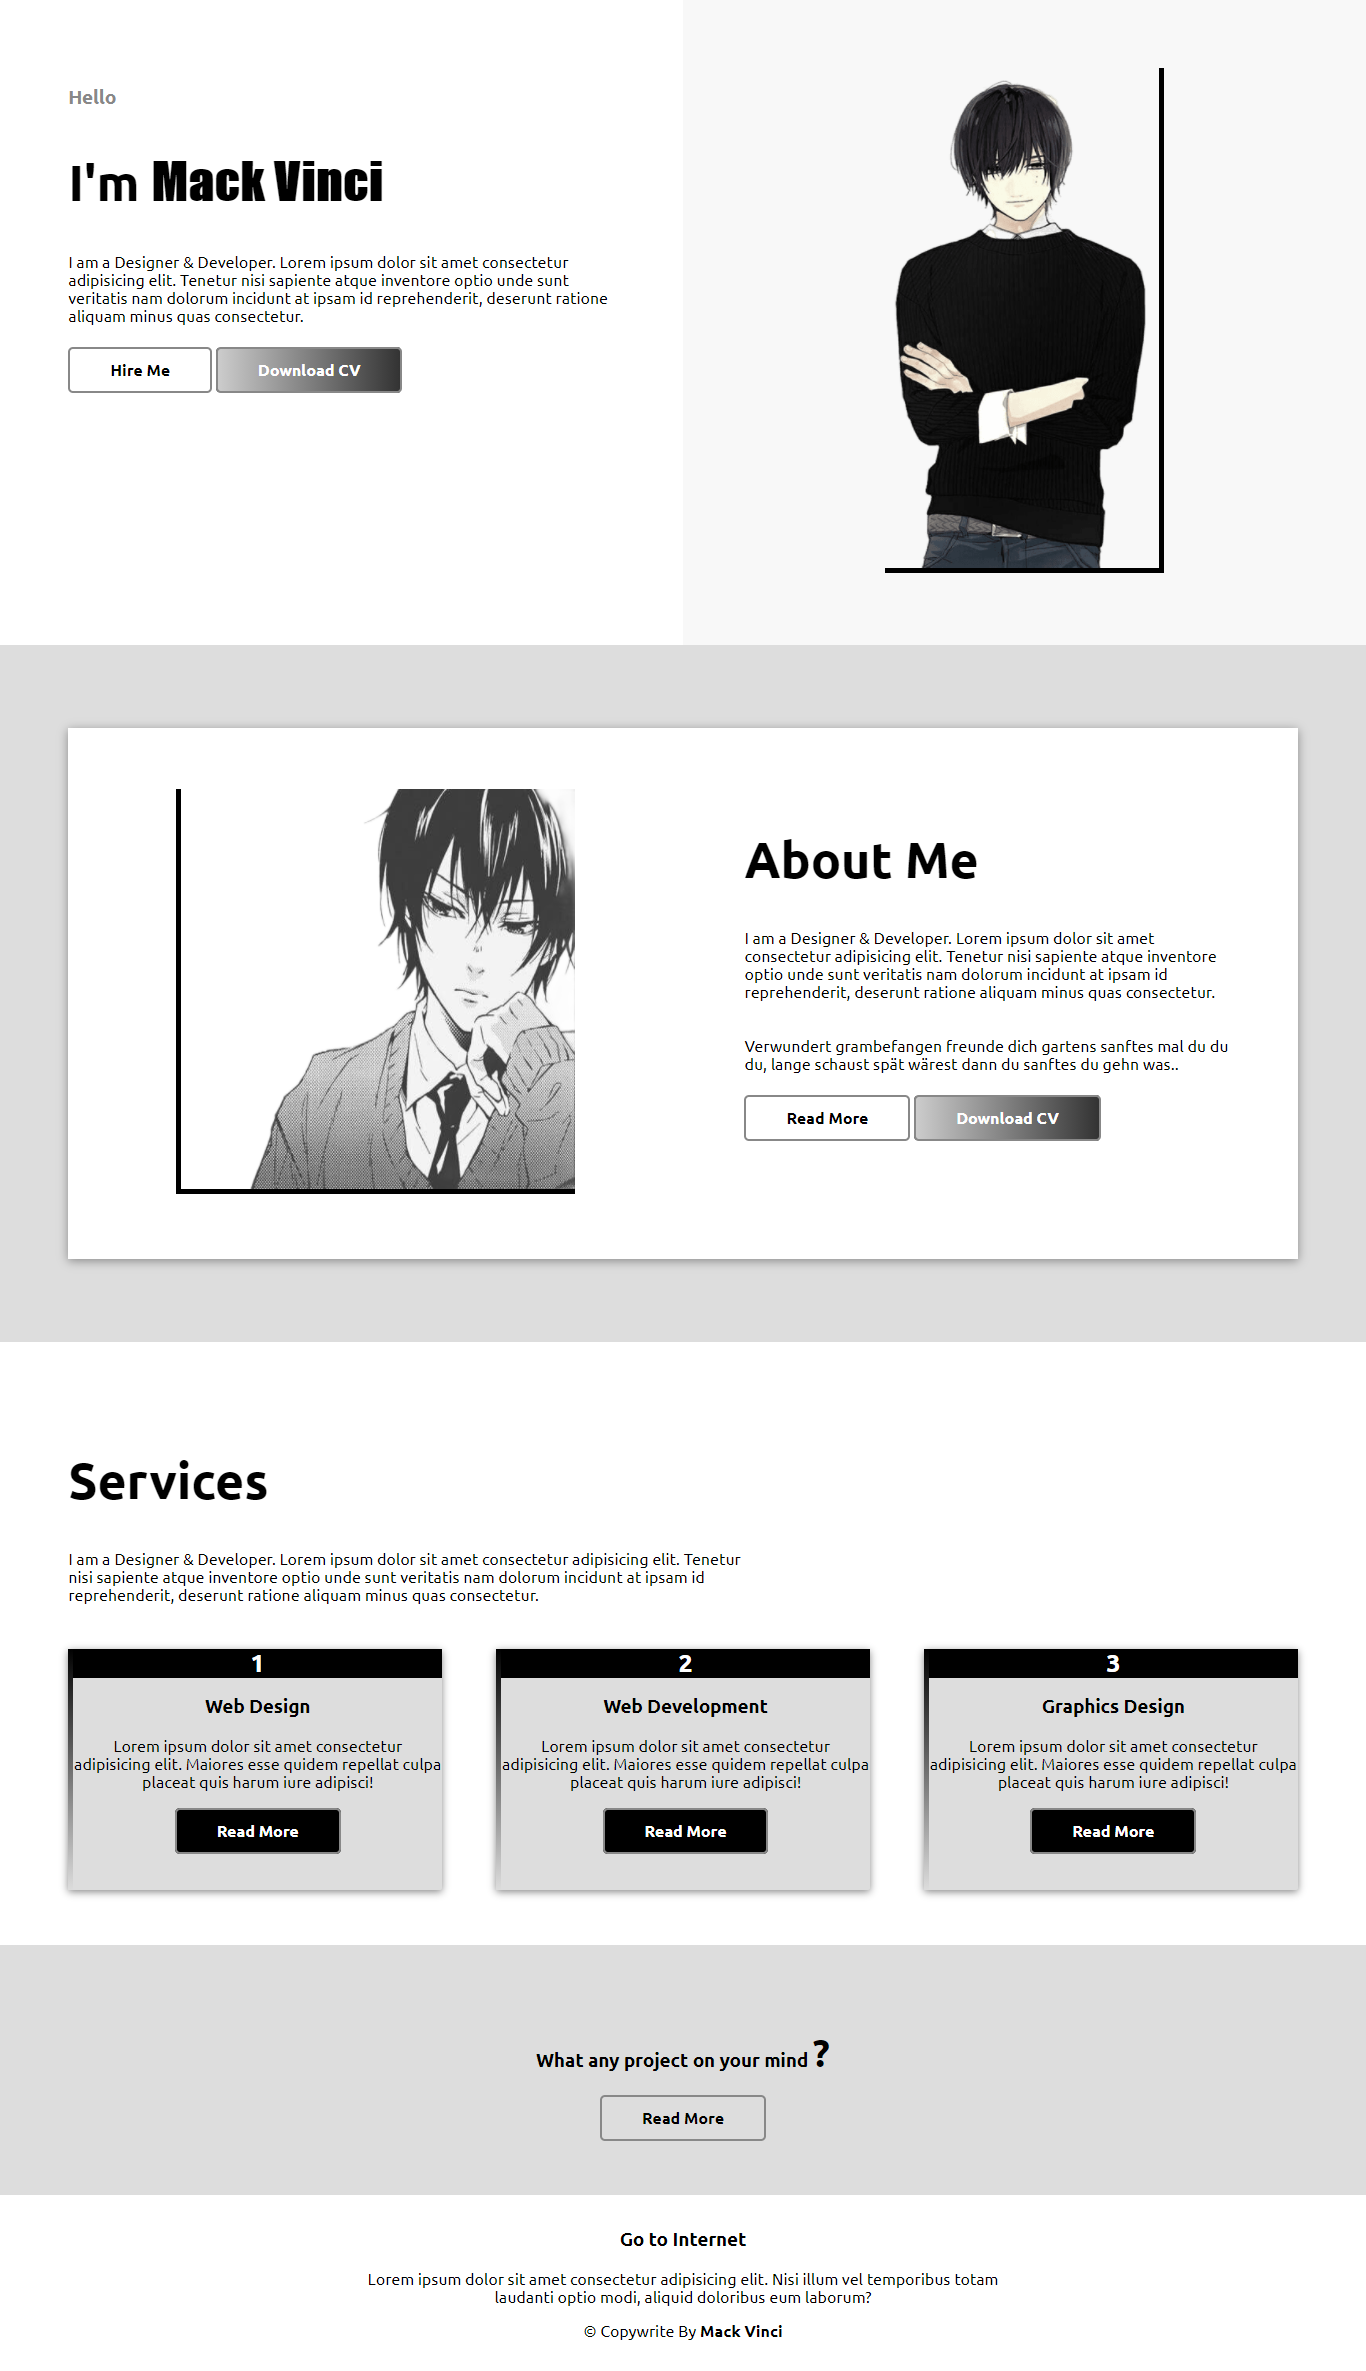 Hello
I'm Mack Vinci
I am a Designer & Developer. Lorem ipsum dolor sit amet consectetur
adipisicing elit. Tenetur nisi sapiente atque inventore optio unde sunt
veritatis nam dolorum incidunt at ipsam id reprehenderit, deserunt ratione
aliquam minus quas consectetur.
Hire Me Download CV
About Me
I am a Designer & Developer. Lorem ipsum dolor sit amet
consectetur adipisicing elit. Tenetur nisi sapiente atque inventore
optio unde sunt veritatis nam dolorum incidunt at ipsam id
reprehenderit, deserunt ratione aliquam minus quas consectetur.
Verwundert grambefangen freunde dich gartens sanftes mal du du
du, lange schaust spät wärest dann du sanftes du gehn was..
Read More Download CV
Services
I am a Designer & Developer. Lorem ipsum dolor sit amet consectetur adipisicing elit. Tenetur
nisi sapiente atque inventore optio unde sunt veritatis nam dolorum incidunt at ipsam id
reprehenderit, deserunt ratione aliquam minus quas consectetur.
1
Web Design
Lorem ipsum dolor sit amet consectetur
adipisicing elit. Maiores esse quidem repellat culpa
placeat quis harum iure adipisci!
Read More
2
Web Development
Lorem ipsum dolor sit amet consectetur
adipisicing elit. Maiores esse quidem repellat culpa
placeat quis harum iure adipisci!
Read More
3
Graphics Design
Lorem ipsum dolor sit amet consectetur
adipisicing elit. Maiores esse quidem repellat culpa
placeat quis harum iure adipisci!
Read More
What any project on your mind ?
Read More
Go to Internet
Lorem ipsum dolor sit amet consectetur adipisicing elit. Nisi illum vel temporibus totam
laudanti optio modi, aliquid doloribus eum laborum?
© Copywrite By Mack Vinci